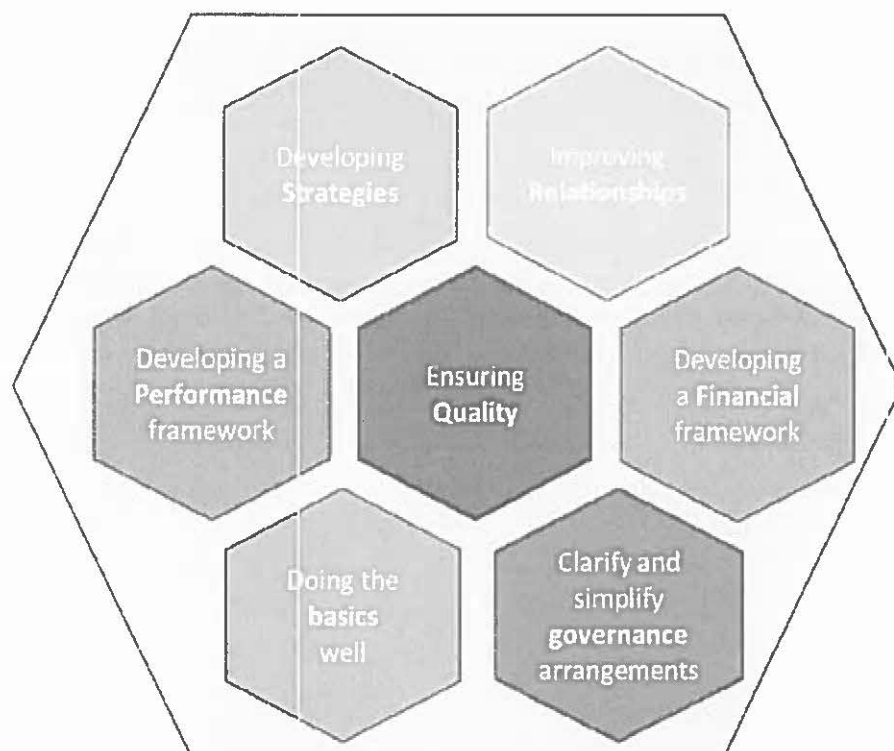 Developing
Strategies
Improving
Relationships
Developing a
Performance
framework
Ensuring
Quality
Developing
a Financial
framework
Doing the
basics
well
Clarify and
simplify
governance
arrangements